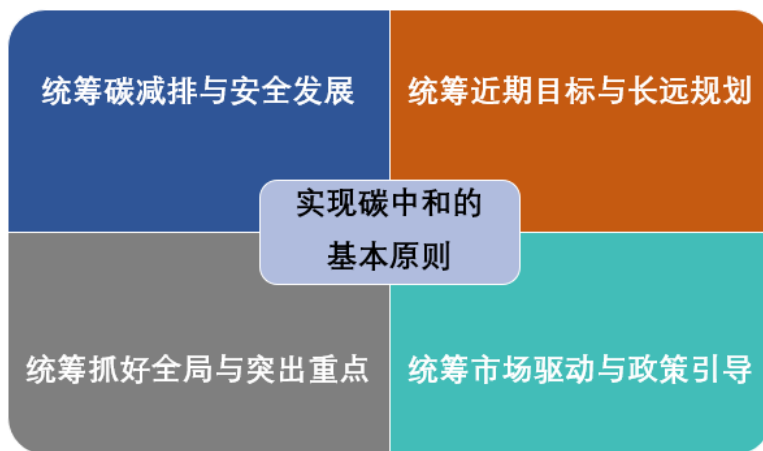 统筹碳减排与安全发展
统筹近期目标与长远规划
实现碳中和的
基本原则
统筹抓好全局与突出重点
统筹市场驱动与政策引导